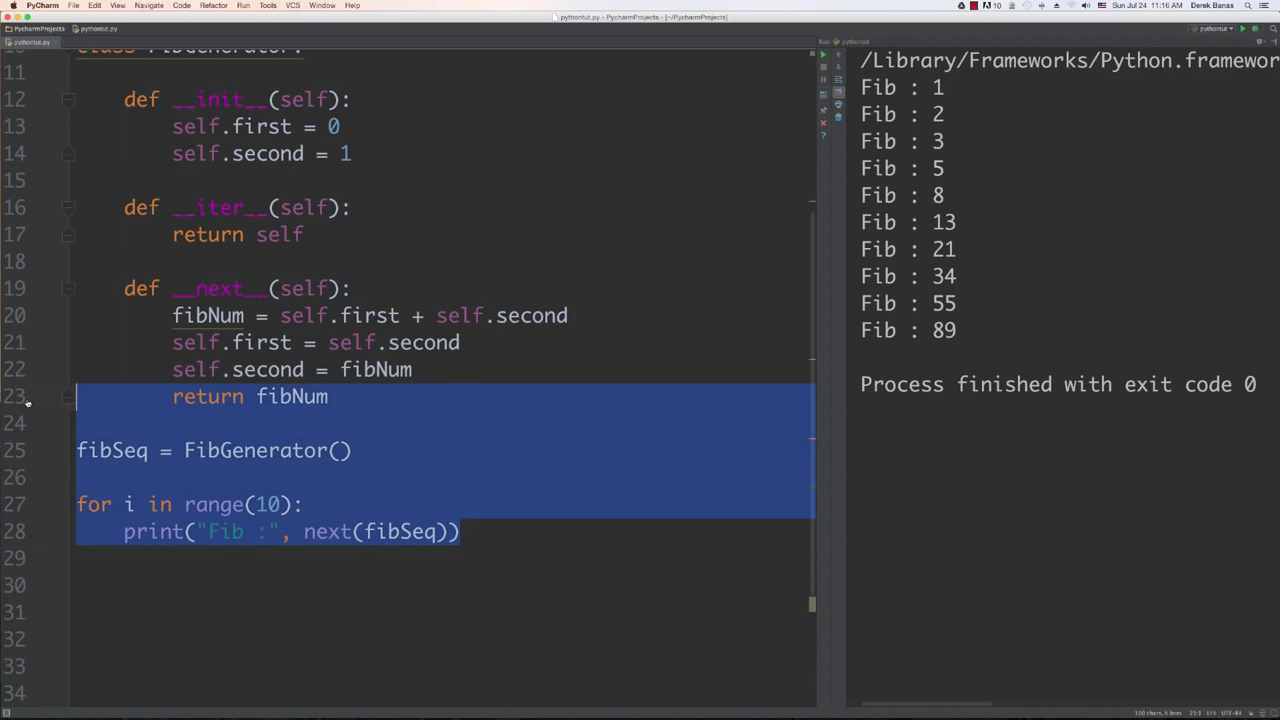 PyCharm File Edit View Navigate Code Refactor Run Tools VCS Window Help
10 Sun Jul 24 11:16 AM Derek Banas
pythontut.py - PycharmProjects - [~/PycharmProjects]
PycharmProjects pythontut.py
pythontut
pythontut.py
Run: pythontut
11
12 def __init__(self):
13 self.first = 0
14 self.second = 1
15
16 def __iter__(self):
17 return self
18
19 def __next__(self):
20 fibNum = self.first + self.second
21 self.first = self.second
22 self.second = fibNum
23 return fibNum
24
25 fibSeq = FibGenerator()
26
27 for i in range(10):
28 print("Fib :", next(fibSeq))
29
30
31
32
33
34
/Library/Frameworks/Python.framewor
Fib : 1
Fib : 2
Fib : 3
Fib : 5
Fib : 8
Fib : 13
Fib : 21
Fib : 34
Fib : 55
Fib : 89
Process finished with exit code 0
100 chars, 6 lines 23:1 LF÷ UTF-8÷